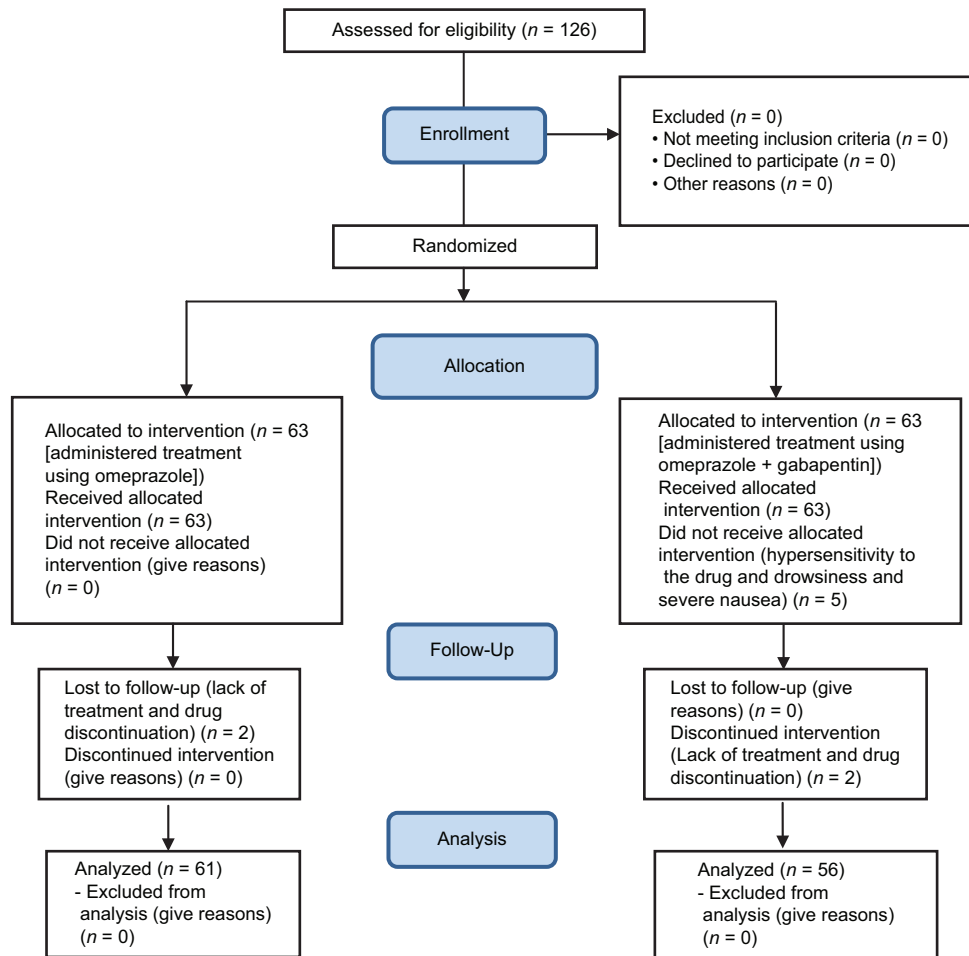 Assessed for eligibility (n = 126)
Enrollment
Excluded (n = 0)
• Not meeting inclusion criteria (n = 0)
• Declined to participate (n = 0)
• Other reasons (n = 0)
Randomized
Allocation
Allocated to intervention (n = 63
[administered treatment
using omeprazole])
Received allocated
intervention (n = 63)
Did not receive allocated
intervention (give reasons)
(n = 0)
Allocated to intervention (n = 63
[administered treatment using
omeprazole + gabapentin])
Received allocated
intervention (n = 63)
Did not receive allocated
intervention (hypersensitivity to
the drug and drowsiness and
severe nausea) (n = 5)
Follow-Up
Lost to follow-up (lack of
treatment and drug
discontinuation) (n = 2)
Discontinued intervention
(give reasons) (n = 0)
Lost to follow-up (give
reasons) (n = 0)
Discontinued intervention
(Lack of treatment and drug
discontinuation) (n = 2)
Analysis
Analyzed (n = 61)
- Excluded from
analysis (give reasons)
(n = 0)
Analyzed (n = 56)
- Excluded from
analysis (give reasons)
(n = 0)